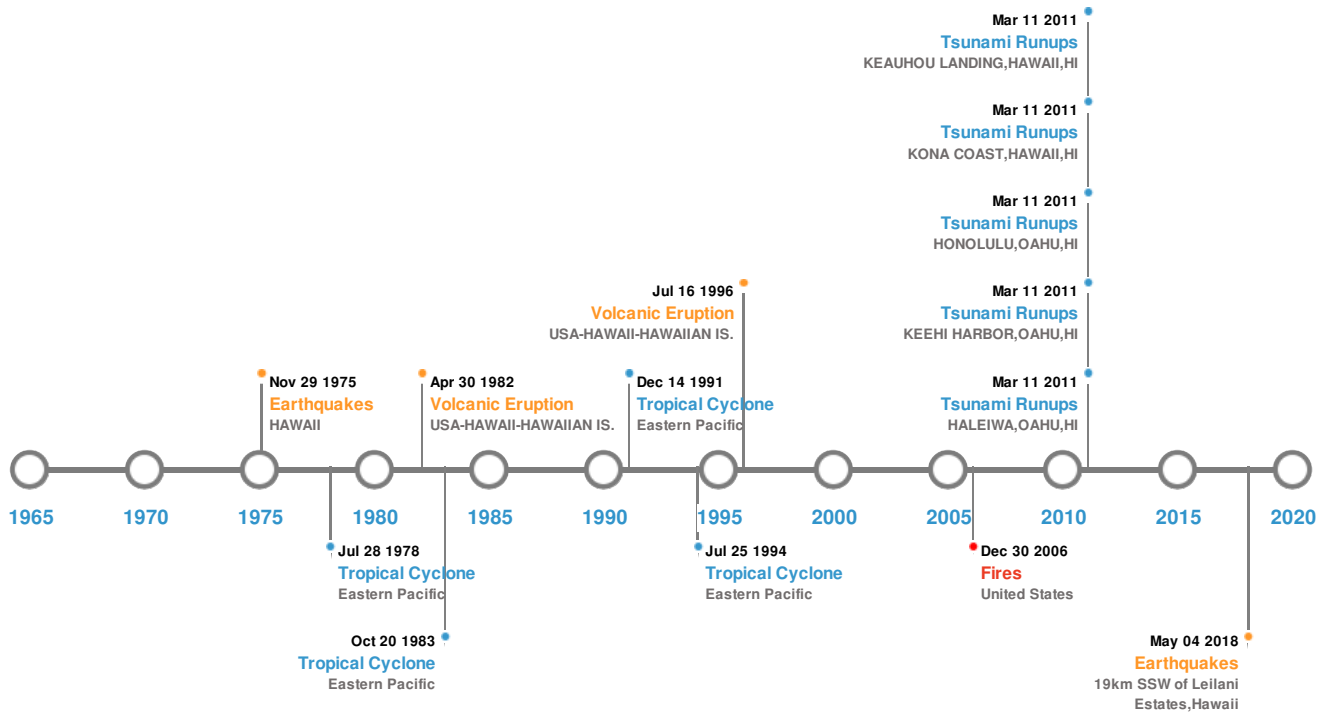 Mar 11 2011
Tsunami Runups
KEAUHOU LANDING,HAWAII,HI
Mar 11 2011
Tsunami Runups
KONA COAST,HAWAII,HI
Mar 11 2011
Tsunami Runups
HONOLULU,OAHU,HI
Jul 16 1996
Volcanic Eruption
USA-HAWAII-HAWAIIAN IS.
Mar 11 2011
Tsunami Runups
KEEHI HARBOR,OAHU,HI
Nov 29 1975
Earthquakes
HAWAII
Apr 30 1982
Volcanic Eruption
USA-HAWAII-HAWAIIAN IS.
Dec 14 1991
Tropical Cyclone
Eastern Pacific
Mar 11 2011
Tsunami Runups
HALEIWA,OAHU,HI
1965 1970 1975 1980 1985 1990 1995 2000 2005 2010 2015 2020
Jul 28 1978
Tropical Cyclone
Eastern Pacific
Jul 25 1994
Tropical Cyclone
Eastern Pacific
Dec 30 2006
Fires
United States
Oct 20 1983
Tropical Cyclone
Eastern Pacific
May 04 2018
Earthquakes
19km SSW of Leilani
Estates,Hawaii